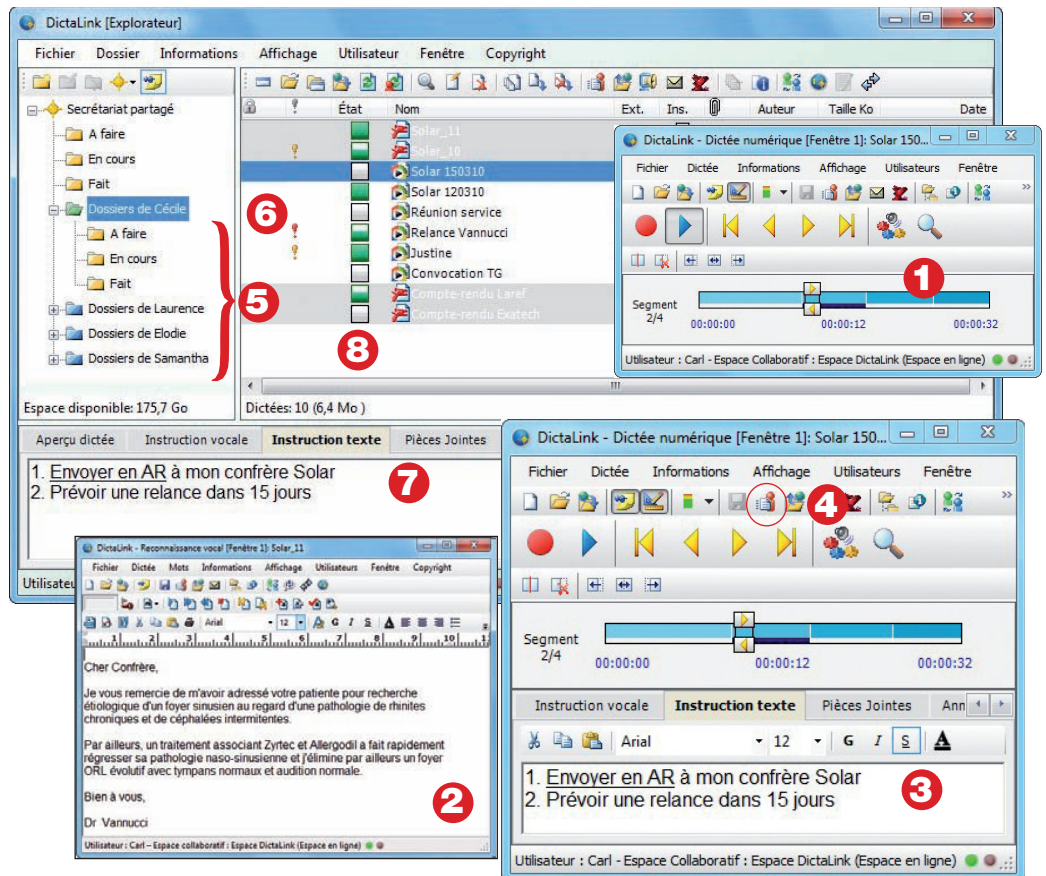 DictaLink [Explorateur]
Fichier Dossier Informations Affichage Utilisateur Fenêtre Copyright
Secrétariat partagé
A faire
En cours
Fait
Dossiers de Cécile
A faire
En cours
Fait
Dossiers de Laurence
Dossiers de Elodie
Dossiers de Samantha
5
Espace disponible: 175,7 Go
! État Nom Ext. Ins. Auteur Taille Ko Date
Solar_11
! Solar_10
Solar 150310
Solar 120310
6
Réunion service
! Relance Vannucci
! Justine
Convocation TG
Compte-rendu Laref
Compte-rendu Exatech
8
Dictées: 10 (6,4 Mo )
Aperçu dictée Instruction vocale Instruction texte Pièces Jointes
1. Envoyer en AR à mon confrère Solar
2. Prévoir une relance dans 15 jours
7
Utilisateu
DictaLink - Dictée numérique [Fenêtre 1]: Solar 150...
Fichier Dictée Informations Affichage Utilisateurs Fenêtre
1
Segment
2/4
00:00:00 00:00:12 00:00:32
Utilisateur : Carl - Espace Collaboratif : Espace DictaLink (Espace en ligne)
DictaLink - Reconnaissance vocal [Fenêtre 1]: Solar_11
Fichier Dictée Mots Informations Affichage Utilisateurs Fenêtre Copyright
Arial 12 G I S A
1 2 3 4 5 6 7 8 9 10 11
Cher Confrère,
Je vous remercie de m'avoir adressé votre patiente pour recherche
étiologique d'un foyer sinusien au regard d'une pathologie de rhinites
chroniques et de céphalées intermitentes.
Par ailleurs, un traitement associant Zyrtec et Allergodil a fait rapidement
régresser sa pathologie naso-sinusienne et j'élimine par ailleurs un foyer
ORL évolutif avec tympans normaux et audition normale.
Bien à vous,
Dr Vannucci
2
Utilisateur : Carl – Espace collaboratif : Espace DictaLink (Espace en ligne)
DictaLink - Dictée numérique [Fenêtre 1]: Solar 150...
Fichier Dictée Informations Affichage Utilisateurs Fenêtre
4
Segment
2/4
00:00:00 00:00:12 00:00:32
Instruction vocale Instruction texte Pièces Jointes Ann
Arial 12 G I S A
1. Envoyer en AR à mon confrère Solar
2. Prévoir une relance dans 15 jours
3
Utilisateur : Carl - Espace Collaboratif : Espace DictaLink (Espace en ligne)